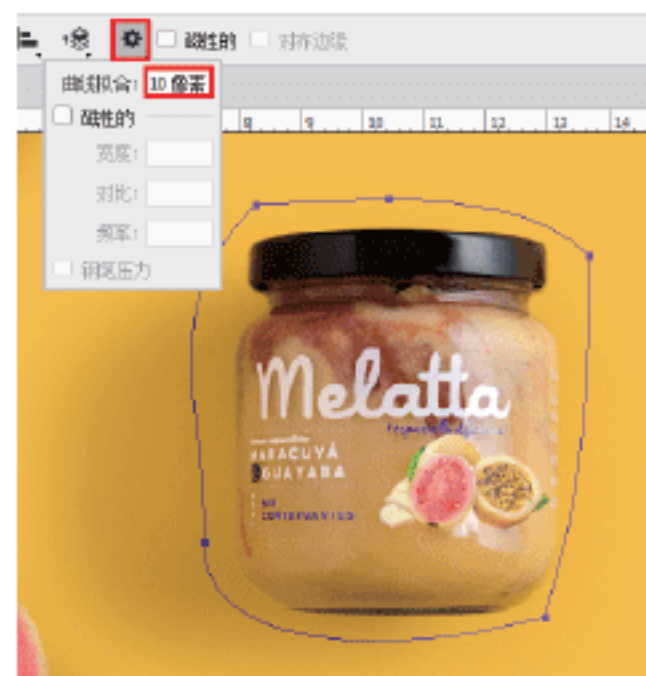 磁性的 对齐边缘
曲线拟合: 10 像素
磁性的
宽度:
对比:
频率:
钢笔压力
8 9 10 11 12 13 14
Melatta
MARACUYÁ
GUAYABA